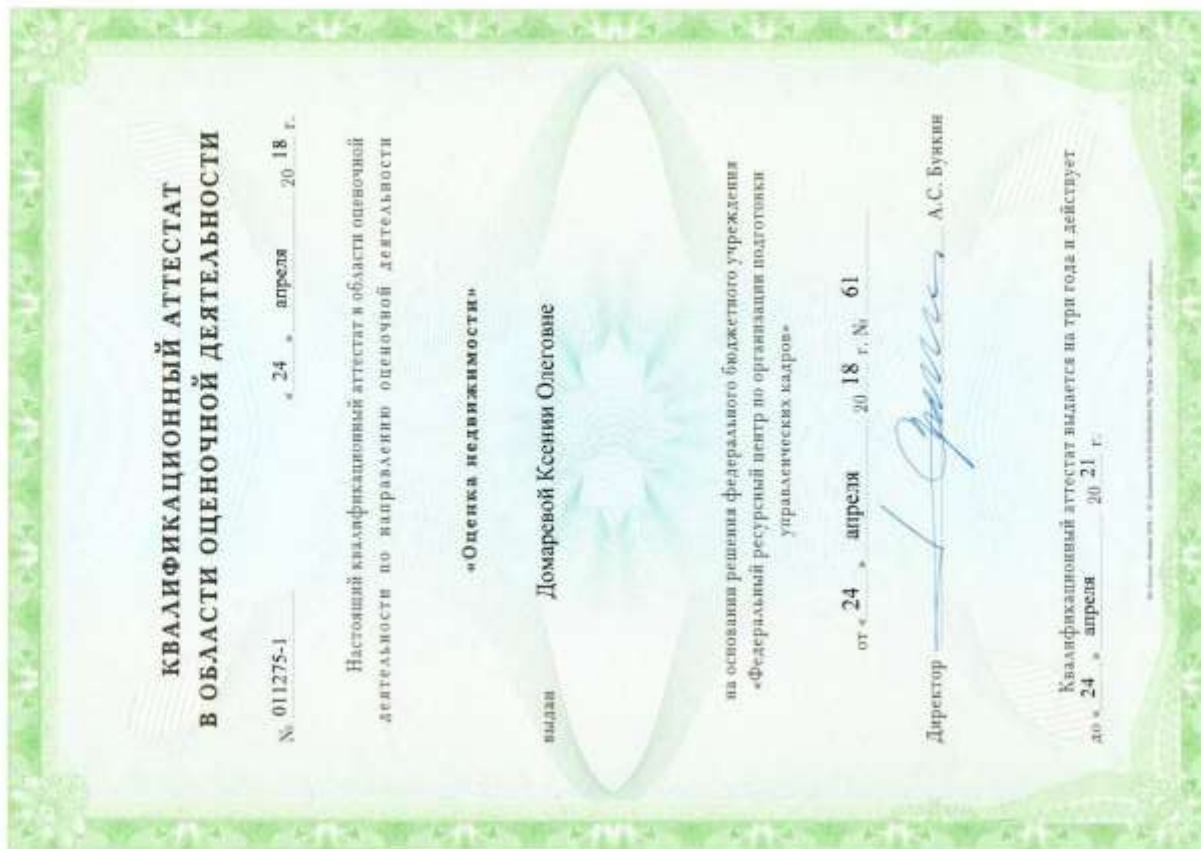 КВАЛИФИКАЦИОННЫЙ АТТЕСТАТ
В ОБЛАСТИ ОЦЕНОЧНОЙ ДЕЯТЕЛЬНОСТИ
№ 011275-1 « 24 » апреля 20 18 г.
Настоящий квалификационный аттестат в области оценочной
деятельности по направлению оценочной деятельности
«Оценка недвижимости»
выдан Домаревой Ксении Олеговне
на основании решения федерального бюджетного учреждения
«Федеральный ресурсный центр по организации подготовки
управленческих кадров»
от « 24 » апреля 20 18 г. № 61
Директор А.С. Бункин
Квалификационный аттестат выдается на три года и действует
до « 24 » апреля 20 21 г.